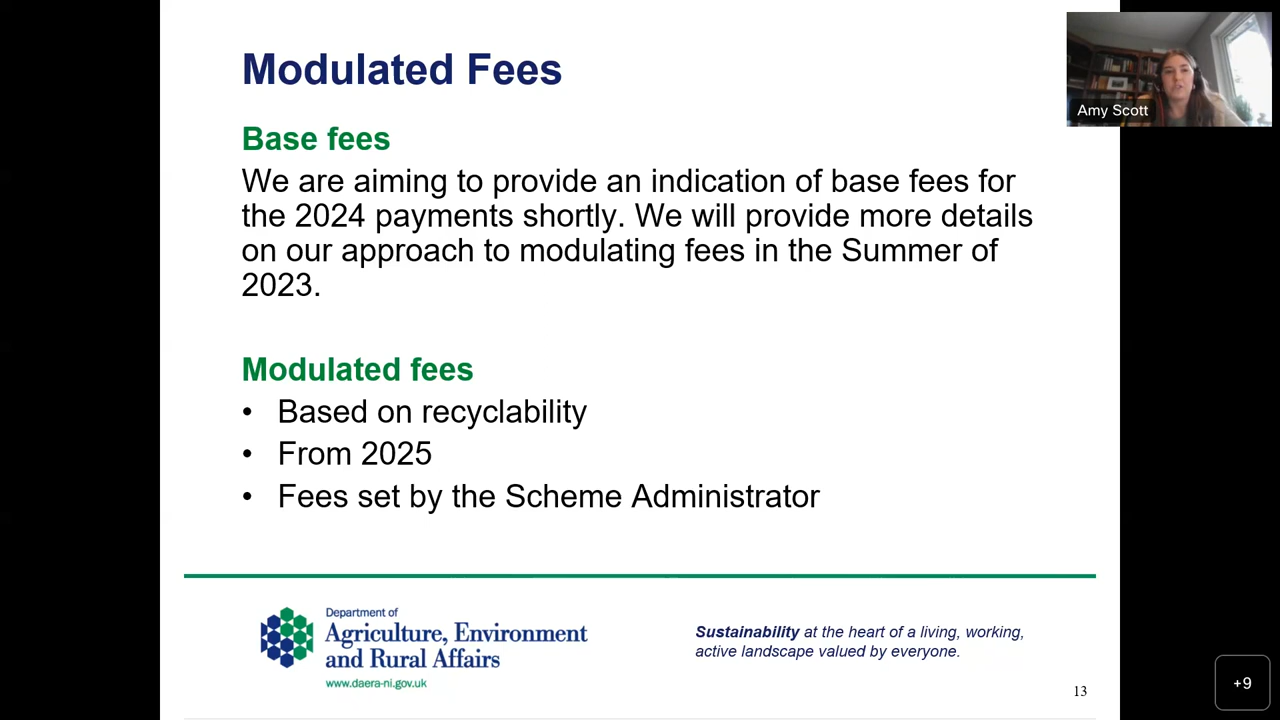 Modulated Fees
Amy Scott
Base fees
We are aiming to provide an indication of base fees for
the 2024 payments shortly. We will provide more details
on our approach to modulating fees in the Summer of
2023.
Modulated fees
• Based on recyclability
• From 2025
• Fees set by the Scheme Administrator
Department of
Agriculture, Environment
and Rural Affairs
www.daera-ni.gov.uk
Sustainability at the heart of a living, working,
active landscape valued by everyone.
13
+9